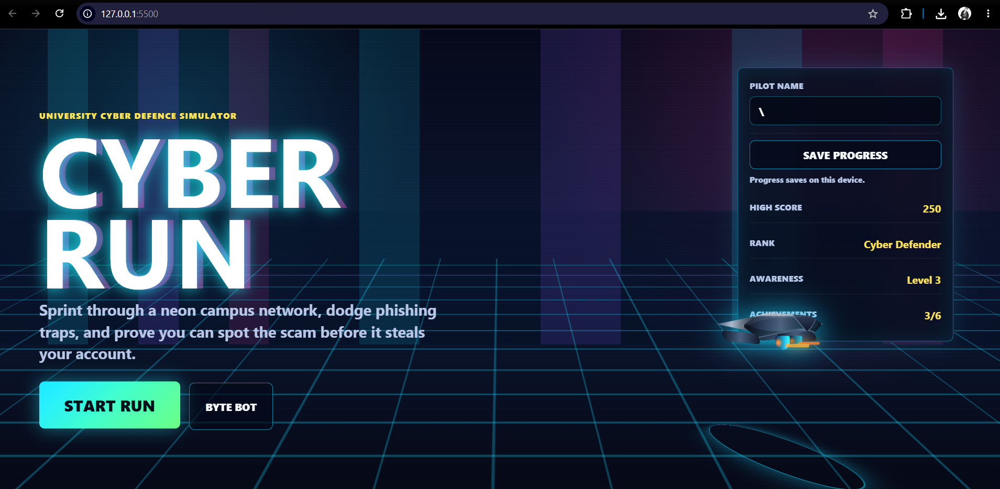 127.0.0.1:5500
UNIVERSITY CYBER DEFENCE SIMULATOR
CYBER
RUN
Sprint through a neon campus network, dodge phishing
traps, and prove you can spot the scam before it steals
your account.
START RUN
BYTE BOT
PILOT NAME
\
SAVE PROGRESS
Progress saves on this device.
HIGH SCORE 250
RANK Cyber Defender
AWARENESS Level 3
ACHIEVEMENTS 3/6